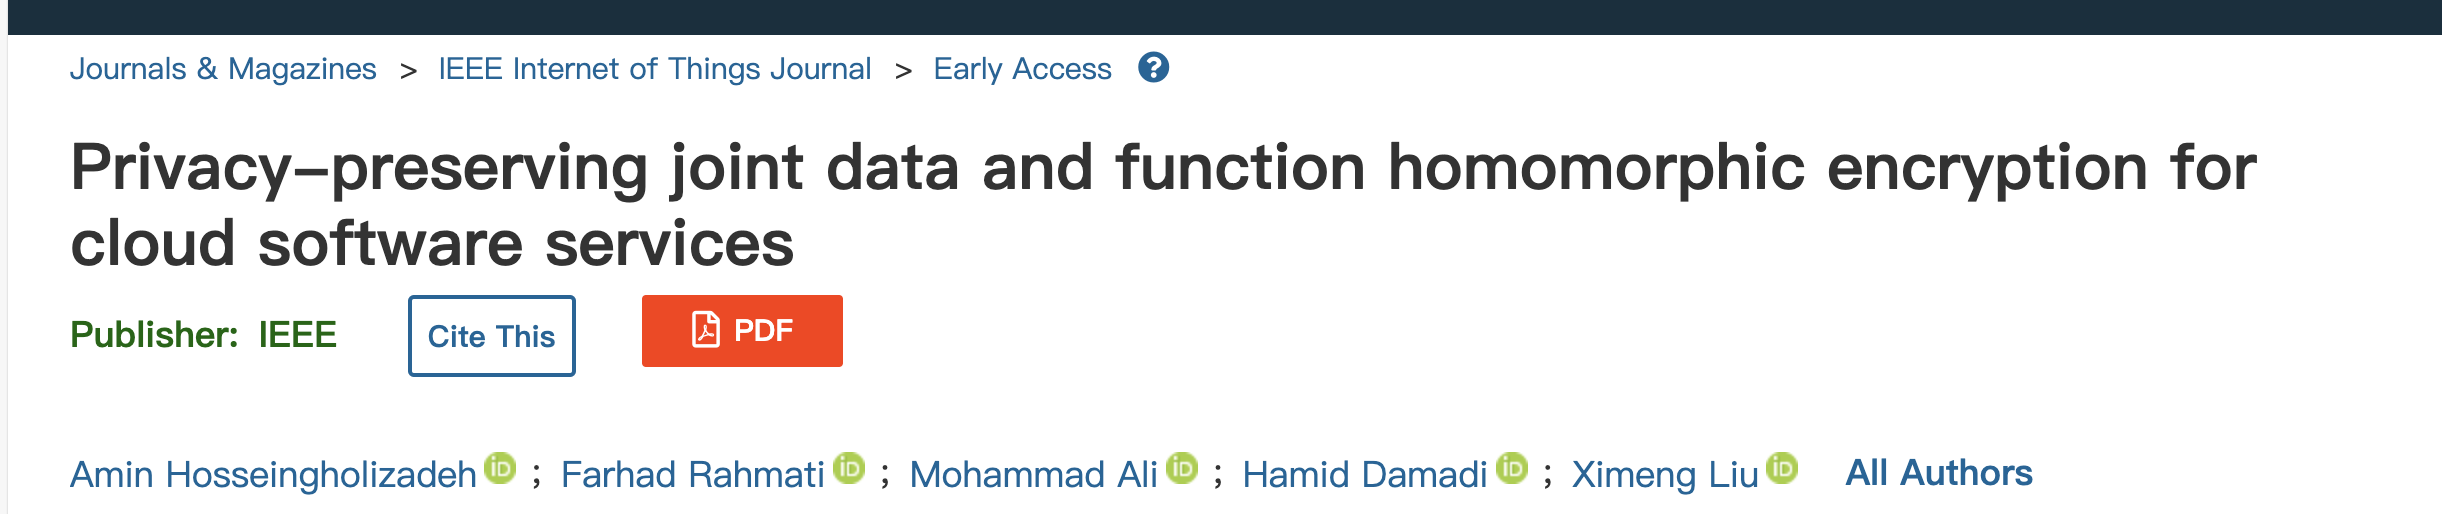 Journals & Magazines > IEEE Internet of Things Journal > Early Access ?
Privacy–preserving joint data and function homomorphic encryption for
cloud software services
Publisher: IEEE Cite This PDF
Amin Hosseingholizadeh iD ; Farhad Rahmati iD ; Mohammad Ali iD ; Hamid Damadi iD ; Ximeng Liu iD All Authors